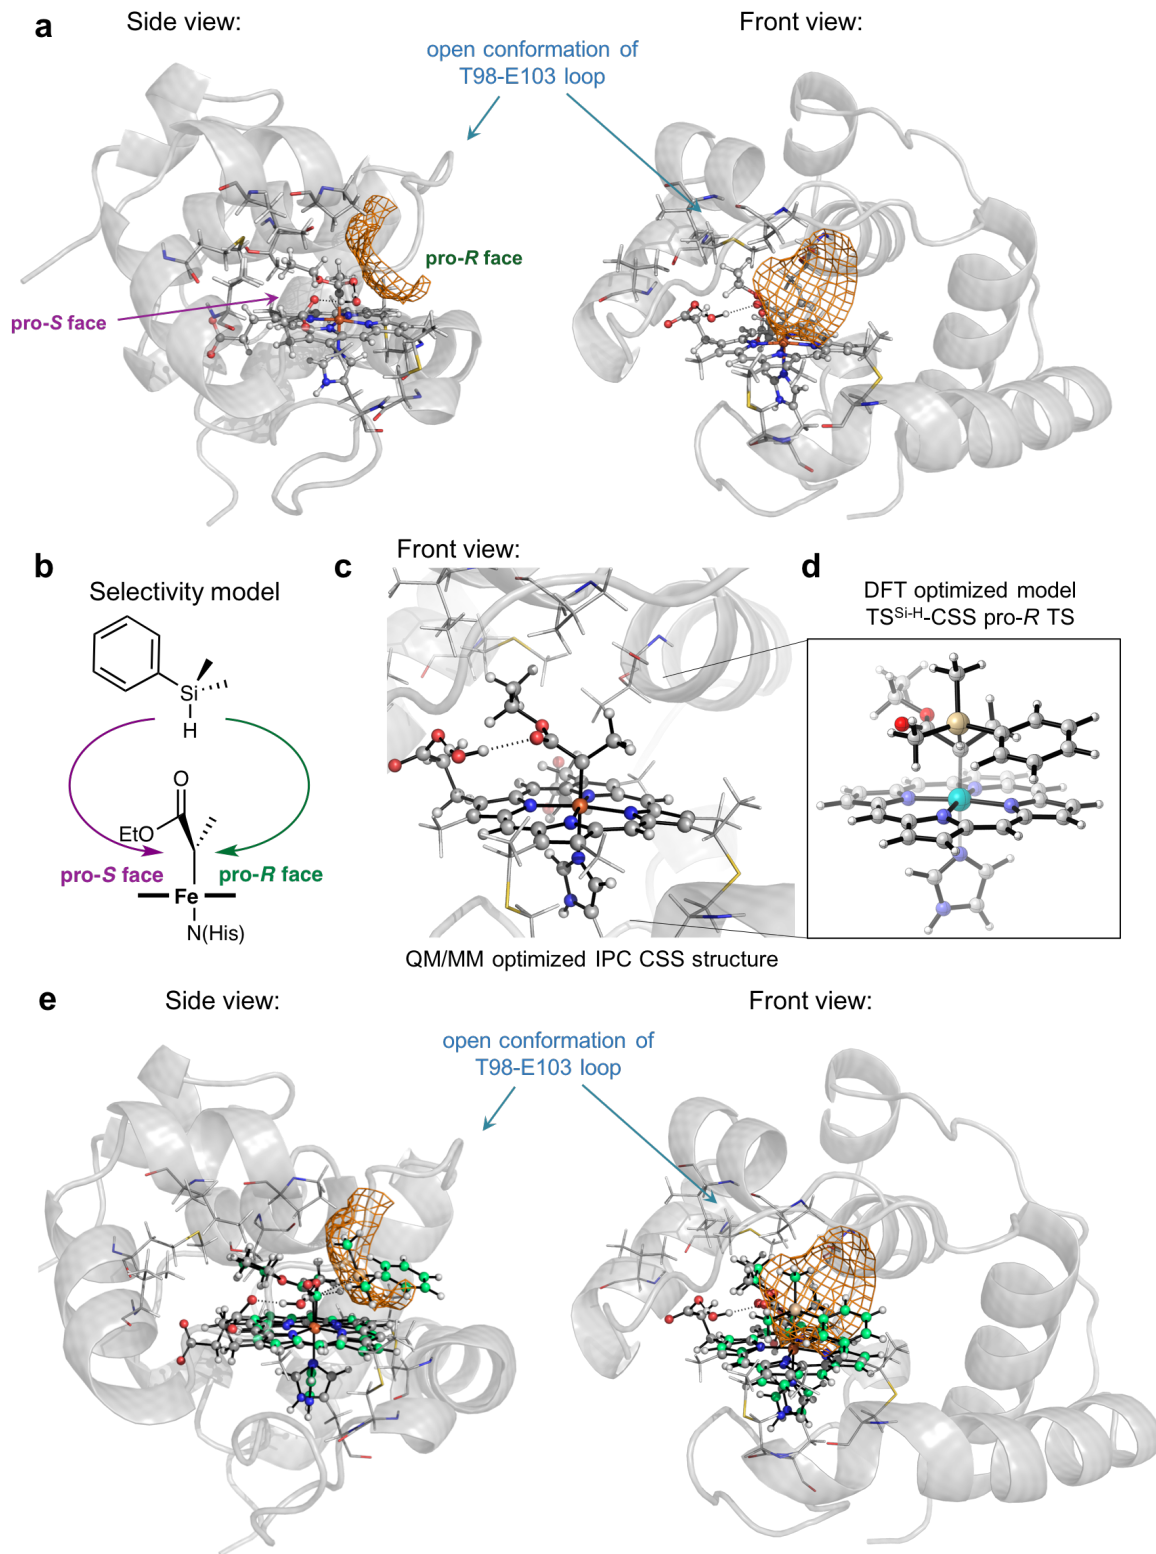 a
Side view:
Front view:
open conformation of
T98-E103 loop
pro-R face
pro-S face
b
Selectivity model
Si
H
O
EtO
pro-S face
pro-R face
Fe
N(His)
c
Front view:
QM/MM optimized IPC CSS structure
d
DFT optimized model
TS^Si-H-CSS pro-R TS
e
Side view:
Front view:
open conformation of
T98-E103 loop